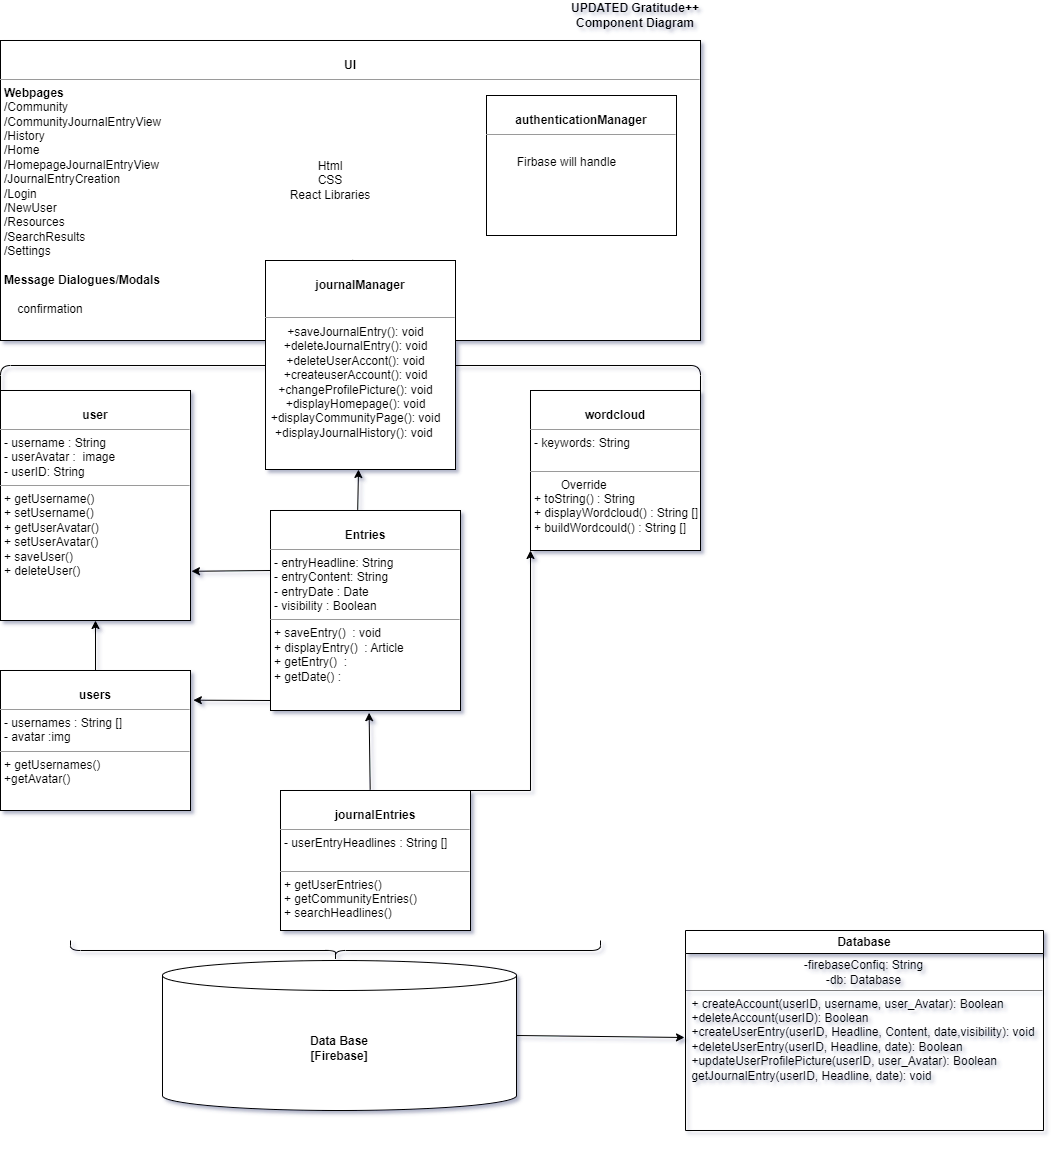 UPDATED Gratitude++
Component Diagram
UI
Webpages
/Community
/CommunityJournalEntryView
/History
/Home
/HomepageJournalEntryView
/JournalEntryCreation
/Login
/NewUser
/Resources
/SearchResults
/Settings
Message Dialogues/Modals
confirmation
Html
CSS
React Libraries
authenticationManager
Firbase will handle
journalManager
+saveJournalEntry(): void
+deleteJournalEntry(): void
+deleteUserAccont(): void
+createuserAccount(): void
+changeProfilePicture(): void
+displayHomepage(): void
+displayCommunityPage(): void
+displayJournalHistory(): void
user
- username : String
- userAvatar :  image
- userID: String
+ getUsername()
+ setUsername()
+ getUserAvatar()
+ setUserAvatar()
+ saveUser()
+ deleteUser()
wordcloud
- keywords: String
Override
+ toString() : String
+ displayWordcloud() : String []
+ buildWordcould() : String []
Entries
- entryHeadline: String
- entryContent: String
- entryDate : Date
- visibility : Boolean
+ saveEntry()  : void
+ displayEntry()  : Article
+ getEntry()  :
+ getDate() :
users
- usernames : String []
- avatar :img
+ getUsernames()
+getAvatar()
journalEntries
- userEntryHeadlines : String []
+ getUserEntries()
+ getCommunityEntries()
+ searchHeadlines()
Data Base
[Firebase]
Database
-firebaseConfiq: String
-db: Database
+ createAccount(userID, username, user_Avatar): Boolean
+deleteAccount(userID): Boolean
+createUserEntry(userID, Headline, Content, date,visibility): void
+deleteUserEntry(userID, Headline, date): Boolean
+updateUserProfilePicture(userID, user_Avatar): Boolean
getJournalEntry(userID, Headline, date): void